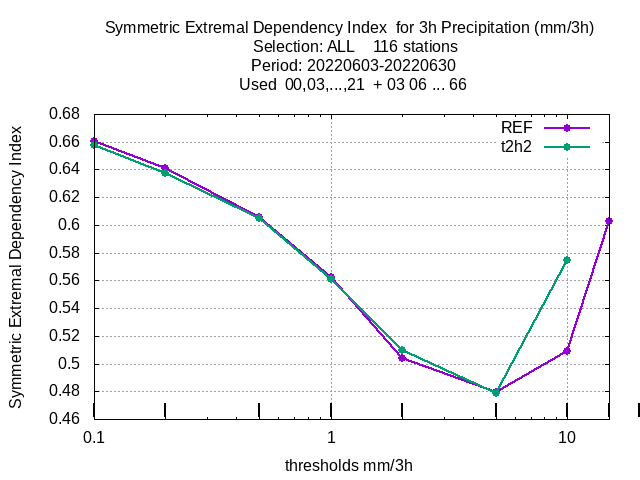 Symmetric Extremal Dependency Index  for 3h Precipitation (mm/3h)
Selection: ALL    116 stations
Period: 20220603-20220630
Used  00,03,...,21  + 03 06 ... 66
REF
t2h2
0.68
0.66
0.64
0.62
0.6
0.58
0.56
0.54
0.52
0.5
0.48
0.46
Symmetric Extremal Dependency Index
0.1
1
10
thresholds mm/3h